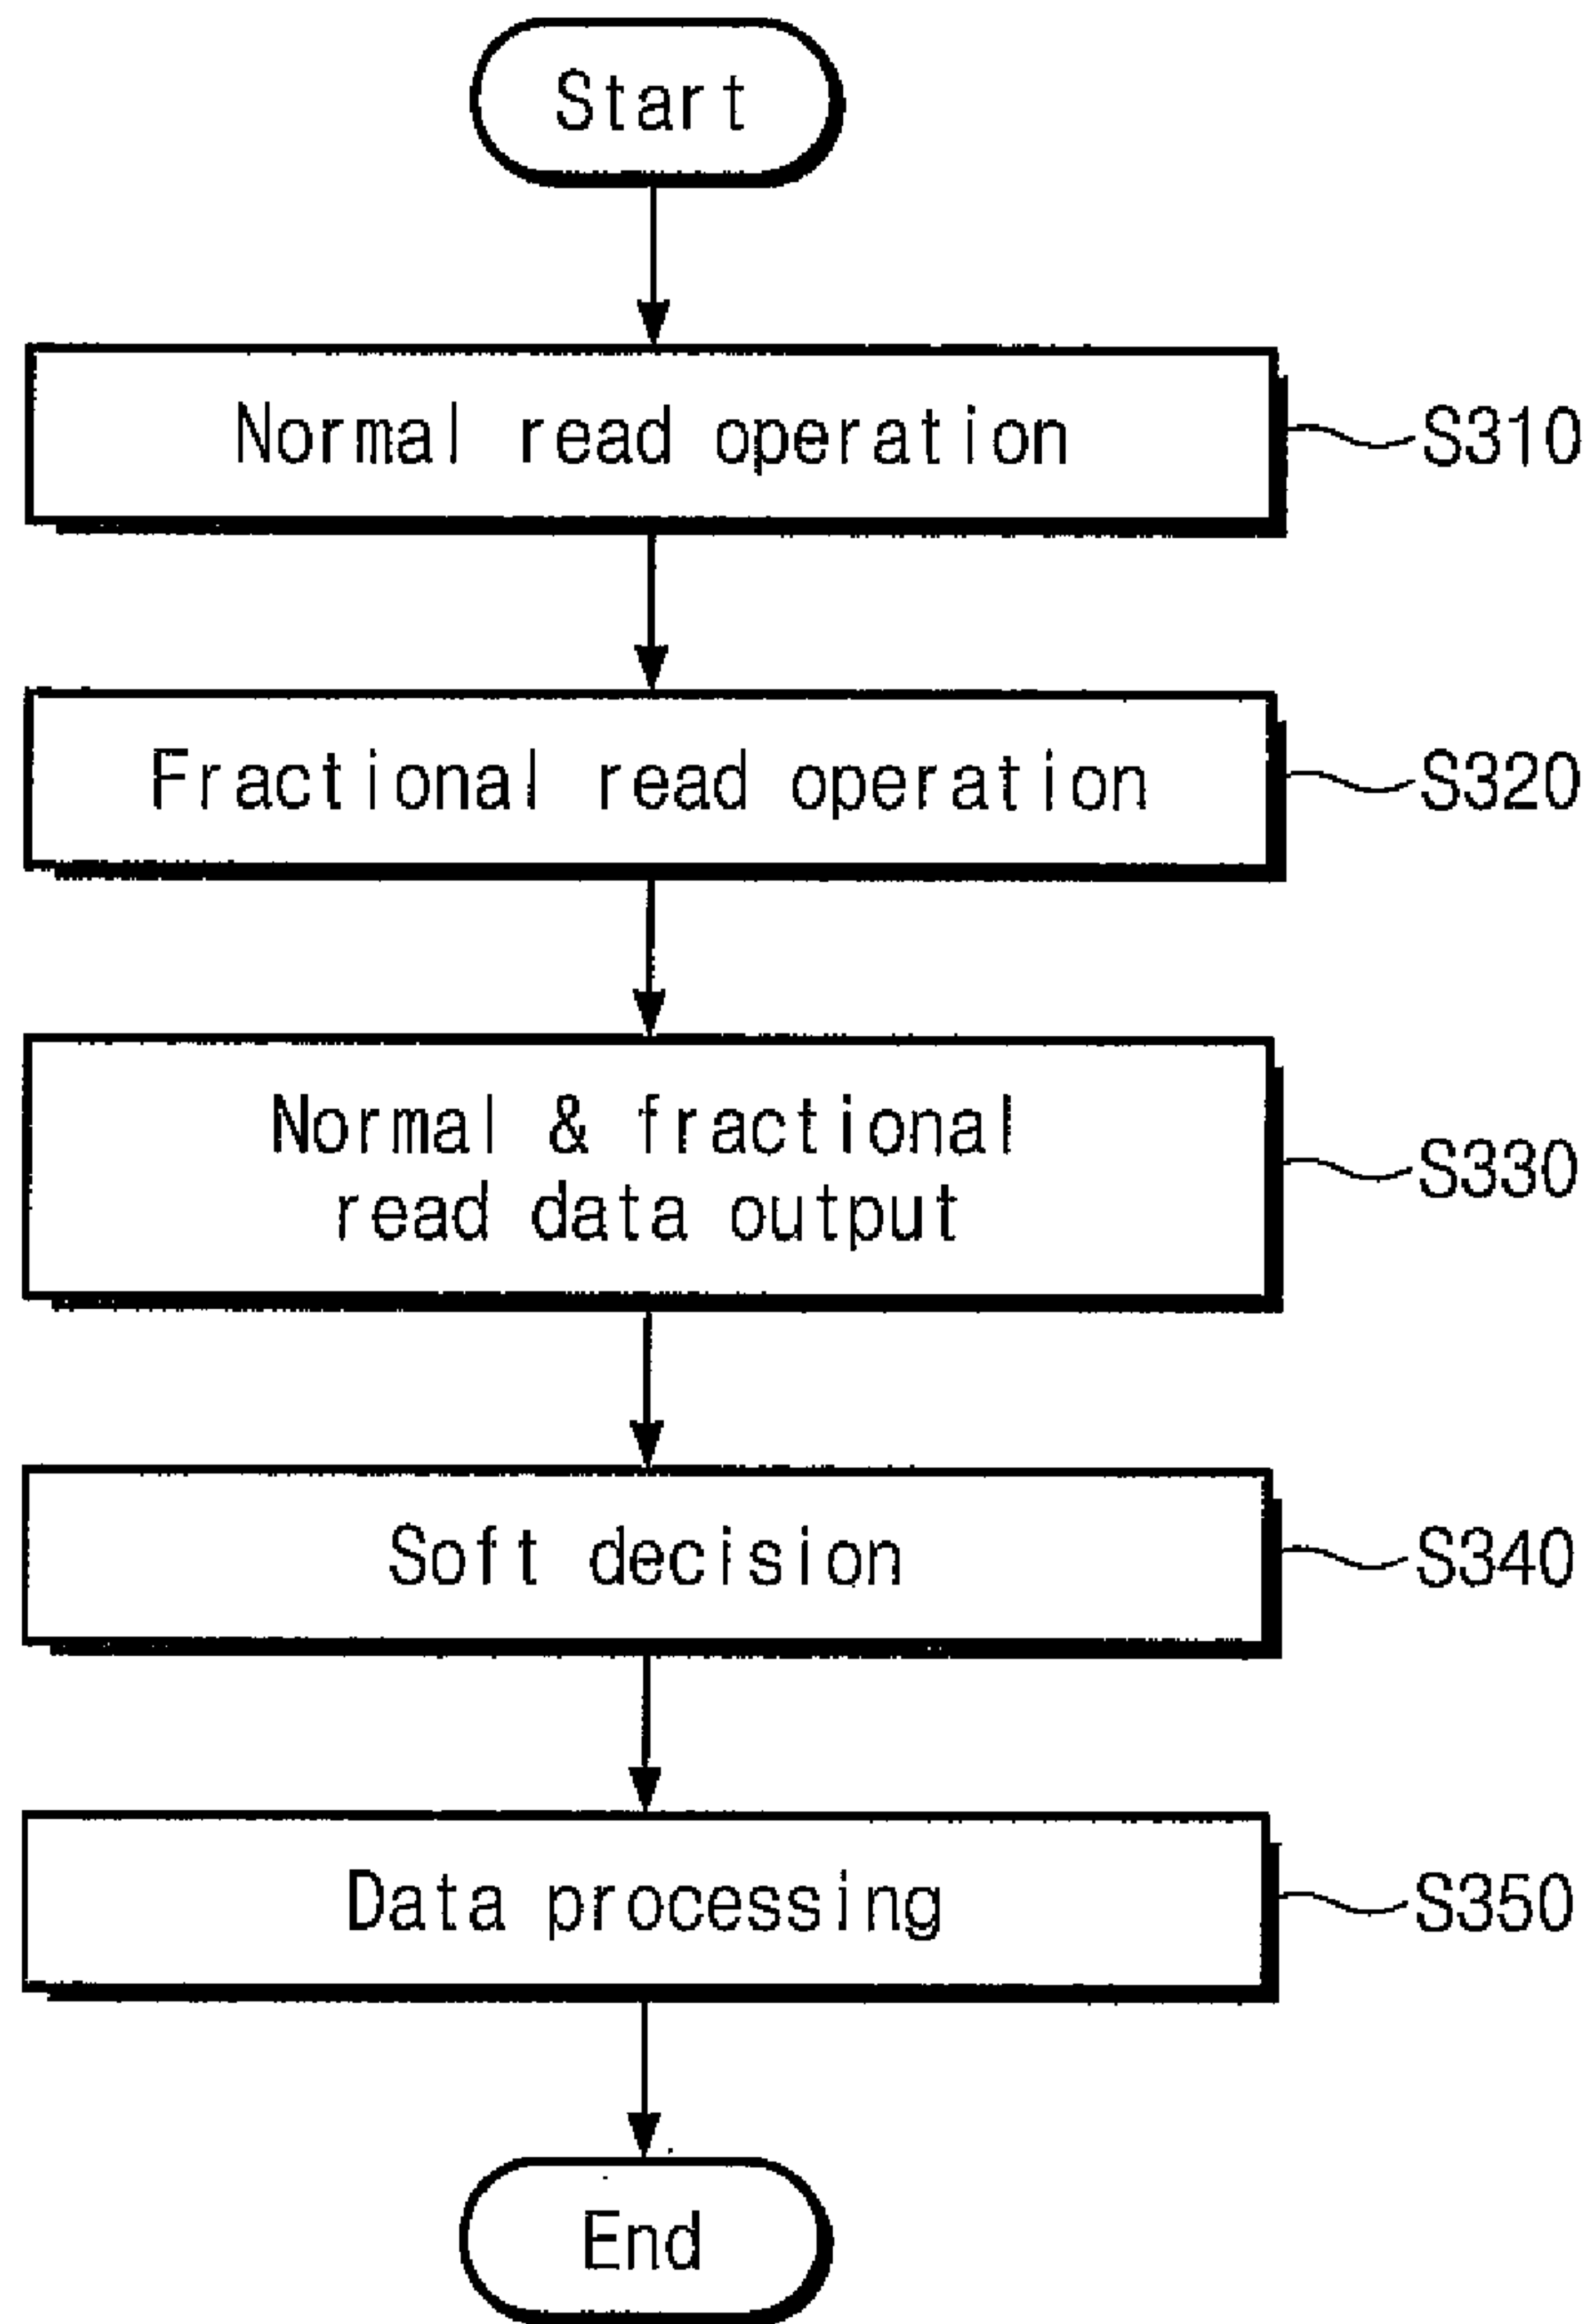 Start
Normal read operation
S310
Fractional read operation
S320
Normal & fractional
read data output
S330
Soft decision
S340
Data processing
S350
End